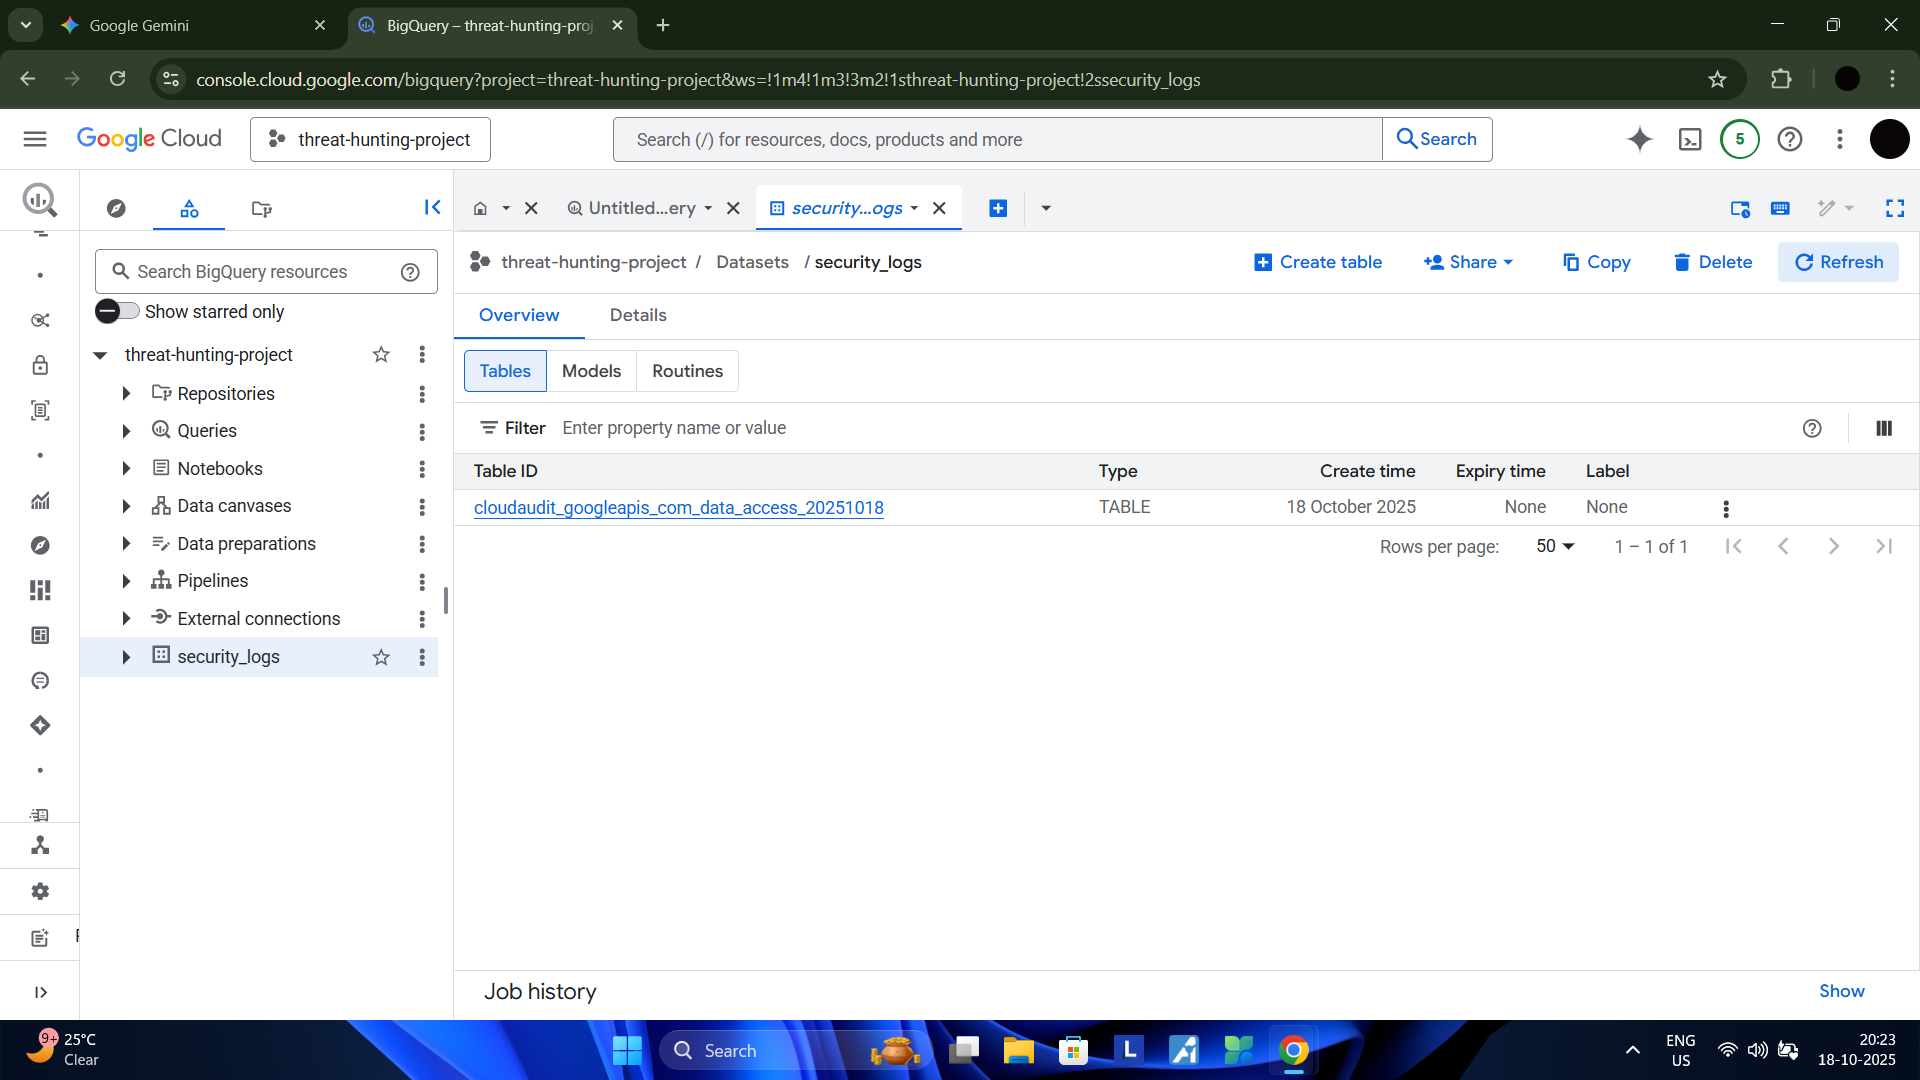 Google Gemini
BigQuery – threat-hunting-proj
console.cloud.google.com/bigquery?project=threat-hunting-project&ws=!1m4!1m3!3m2!1sthreat-hunting-project!2ssecurity_logs
Google Cloud
threat-hunting-project
Search (/) for resources, docs, products and more
Search
5
Untitled...ery
security...ogs
Search BigQuery resources
Show starred only
threat-hunting-project
Repositories
Queries
Notebooks
Data canvases
Data preparations
Pipelines
External connections
security_logs
threat-hunting-project / Datasets / security_logs
Create table
Share
Copy
Delete
Refresh
Overview
Details
Tables
Models
Routines
Filter Enter property name or value
Table ID Type Create time Expiry time Label
cloudaudit_googleapis_com_data_access_20251018 TABLE 18 October 2025 None None
Rows per page: 50 1 – 1 of 1
Job history
Show
9+
25°C
Clear
Search
L
ENG
US
20:23
18-10-2025